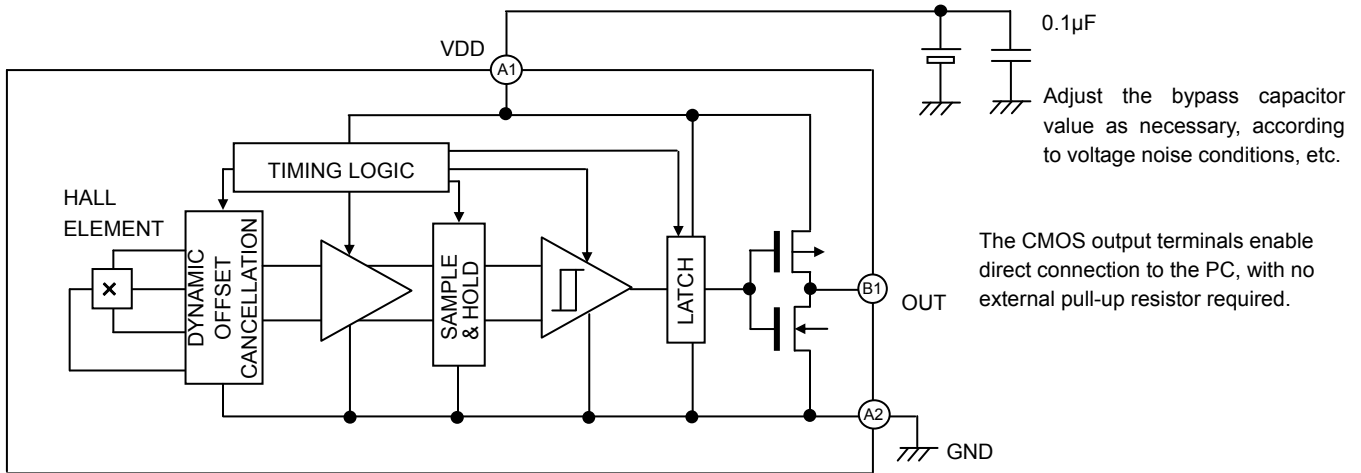 0.1µF
VDD
A1
Adjust the bypass capacitor
value as necessary, according
to voltage noise conditions, etc.
TIMING LOGIC
HALL
ELEMENT
DYNAMIC
OFFSET
CANCELLATION
×
SAMPLE
& HOLD
LATCH
The CMOS output terminals enable
direct connection to the PC, with no
external pull-up resistor required.
B1
OUT
A2
GND